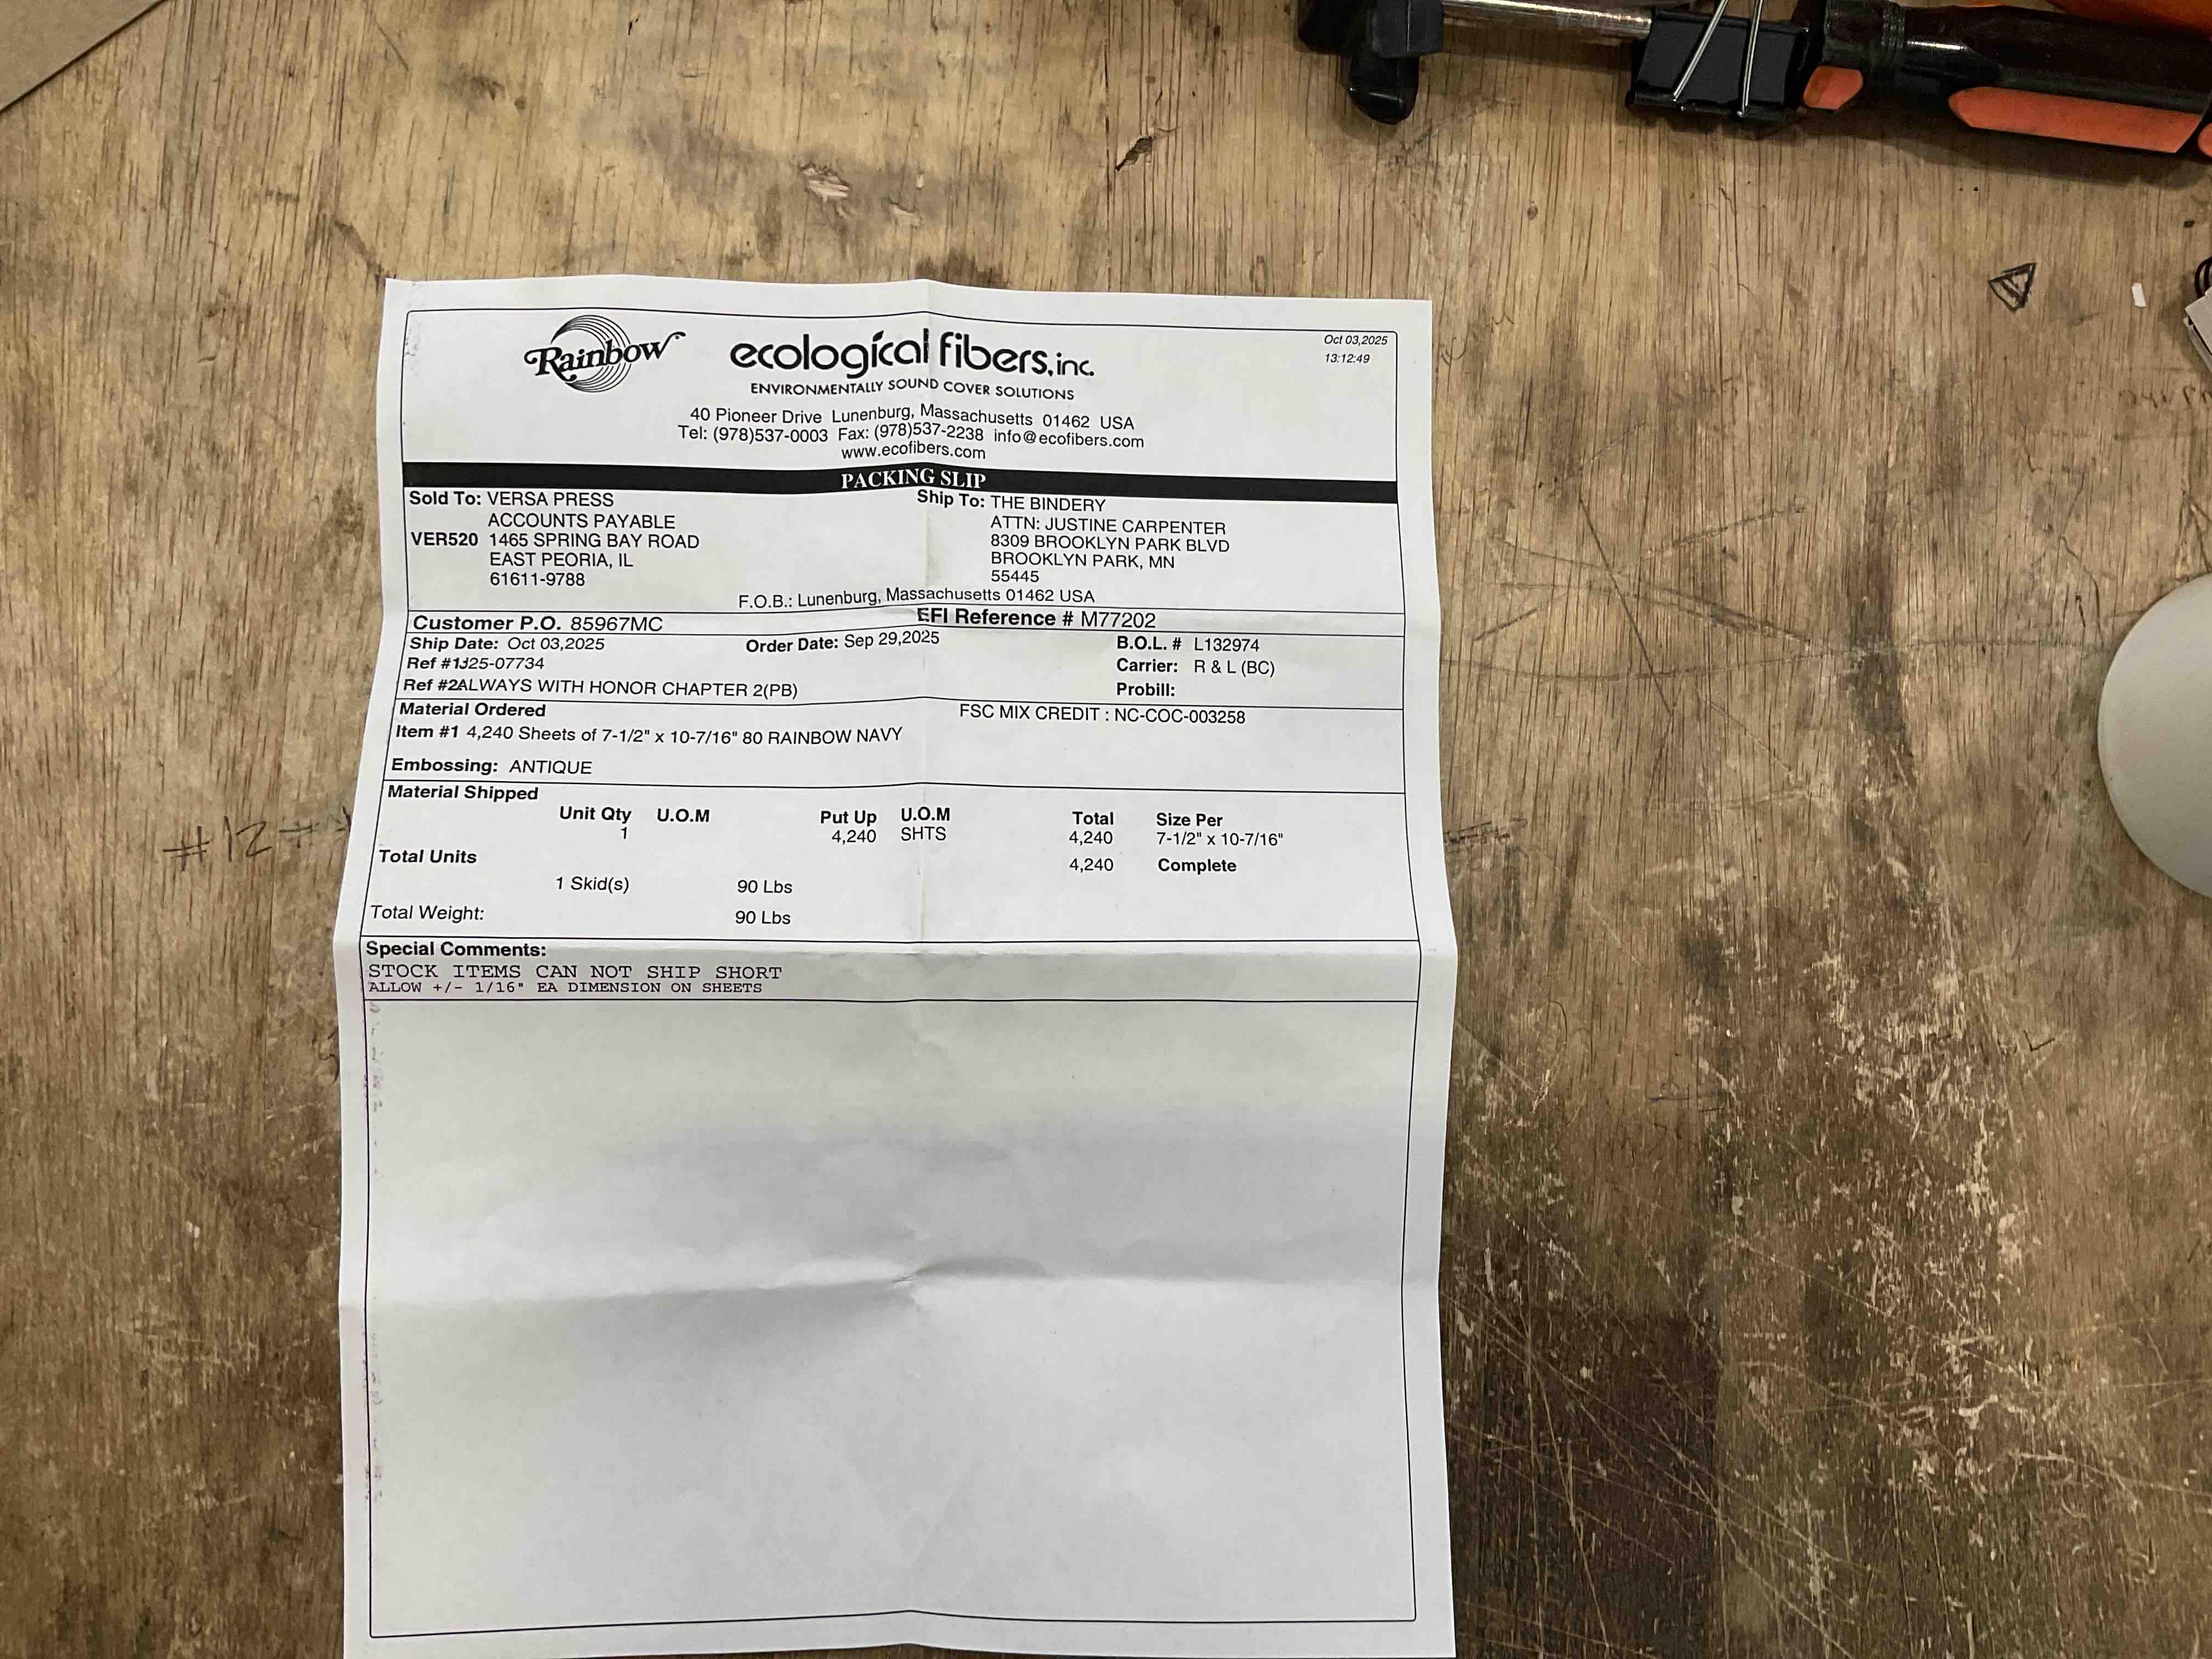 Rainbow
ecological fibers, inc.
ENVIRONMENTALLY SOUND COVER SOLUTIONS
Oct 03,2025
13:12:49
40 Pioneer Drive Lunenburg, Massachusetts 01462 USA
Tel: (978)537-0003 Fax: (978)537-2238 info@ecofibers.com
www.ecofibers.com
PACKING SLIP
Sold To: VERSA PRESS
ACCOUNTS PAYABLE
VER520 1465 SPRING BAY ROAD
EAST PEORIA, IL
61611-9788
Ship To: THE BINDERY
ATTN: JUSTINE CARPENTER
8309 BROOKLYN PARK BLVD
BROOKLYN PARK, MN
55445
F.O.B.: Lunenburg, Massachusetts 01462 USA
Customer P.O. 85967MC EFI Reference # M77202
Ship Date: Oct 03,2025 Order Date: Sep 29,2025 B.O.L. # L132974
Ref #1J25-07734 Carrier: R & L (BC)
Ref #2ALWAYS WITH HONOR CHAPTER 2(PB) Probill:
Material Ordered FSC MIX CREDIT : NC-COC-003258
Item #1 4,240 Sheets of 7-1/2" x 10-7/16" 80 RAINBOW NAVY
Embossing: ANTIQUE
Material Shipped
Unit Qty U.O.M Put Up U.O.M Total Size Per
1 4,240 SHTS 4,240 7-1/2" x 10-7/16"
Total Units 4,240 Complete
1 Skid(s) 90 Lbs
Total Weight: 90 Lbs
Special Comments:
STOCK ITEMS CAN NOT SHIP SHORT
ALLOW +/- 1/16" EA DIMENSION ON SHEETS
#12